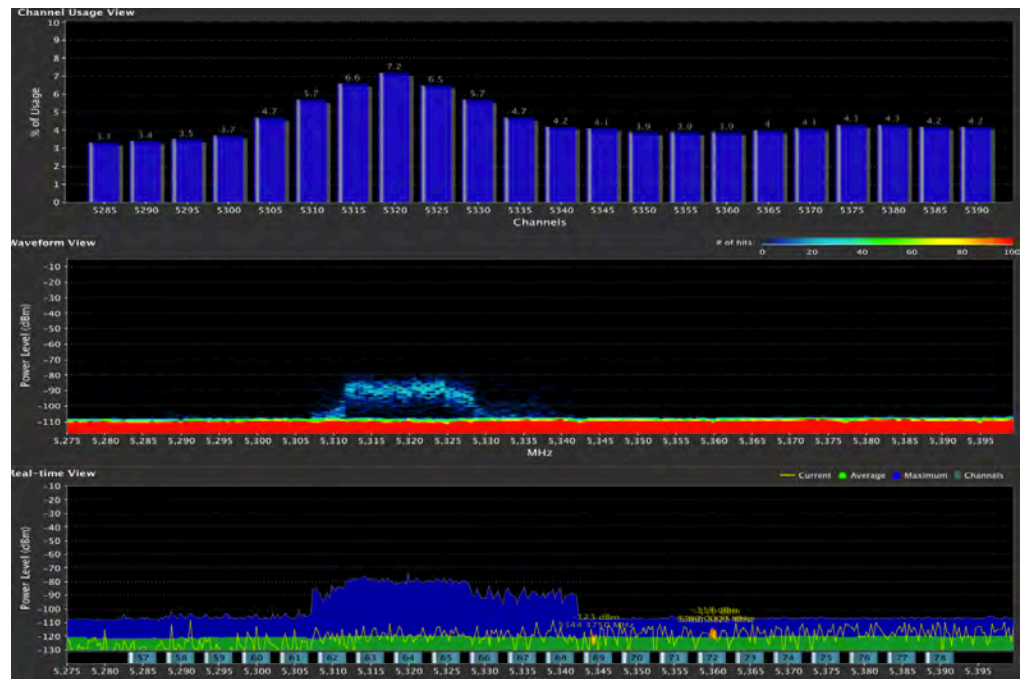 Channel Usage View
10
9
8
7
6
5
4
3
2
1
0
% of Usage
3.3 3.4 3.5 3.7 4.7 5.7 6.6 7.2 6.5 5.7 4.7 4.2 4.1 3.9 3.9 4 4.1 4.3 4.3 4.2 4.2
5285 5290 5295 5300 5305 5310 5315 5320 5325 5330 5335 5340 5345 5350 5355 5360 5365 5370 5375 5380 5385 5390
Channels
Waveform View
# of hits:
0 20 40 60 80 100
-10
-20
-30
-40
-50
-60
-70
-80
-90
-100
-110
Power Level (dBm)
5,275 5,280 5,285 5,290 5,295 5,300 5,305 5,310 5,315 5,320 5,325 5,330 5,335 5,340 5,345 5,350 5,355 5,360 5,365 5,370 5,375 5,380 5,385 5,390 5,395
MHz
Real-time View
Current Average Maximum Channels
-10
-20
-30
-40
-50
-60
-70
-80
-90
-100
-110
-120
-130
Power Level (dBm)
-123 dBm
57 58 59 60 61 62 63 64 65 66 67 68 69 70 71 72 73 74 75 76 77 78
5,275 5,280 5,285 5,290 5,295 5,300 5,305 5,310 5,315 5,320 5,325 5,330 5,335 5,340 5,345 5,350 5,355 5,360 5,365 5,370 5,375 5,380 5,385 5,390 5,395